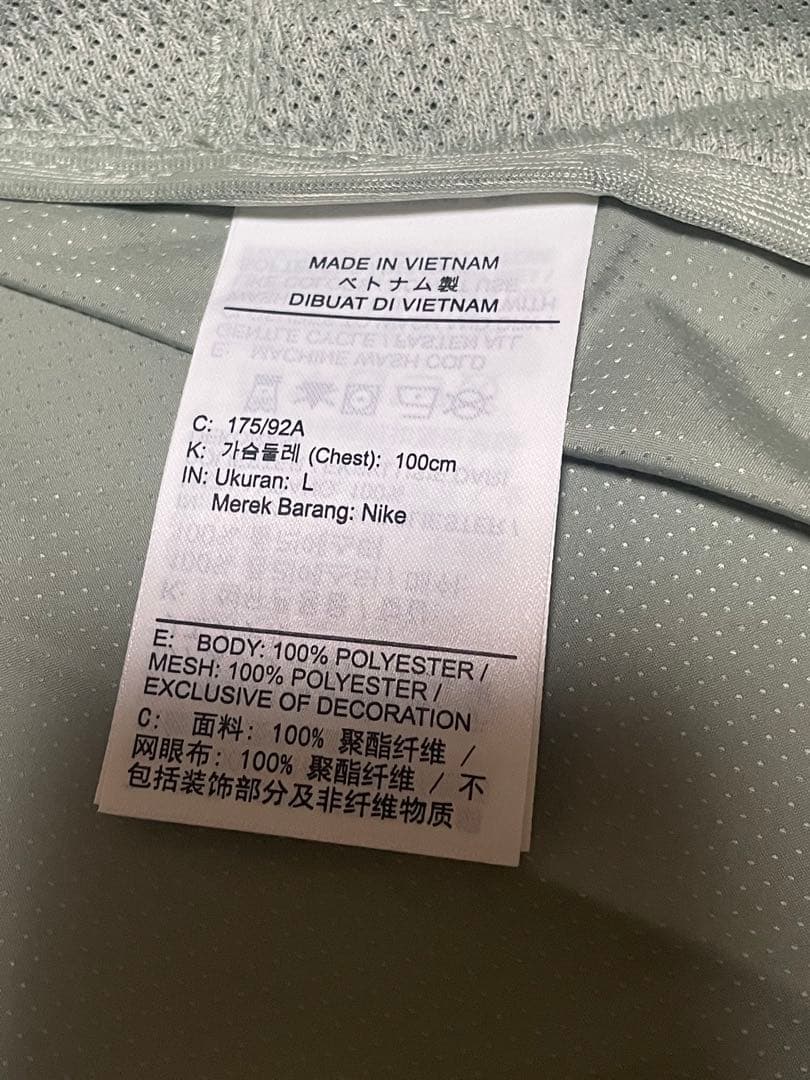 MADE IN VIETNAM
ベトナム製
DIBUAT DI VIETNAM
C: 175/92A
K: 가슴둘레 (Chest): 100cm
IN: Ukuran: L
Merek Barang: Nike
E: BODY: 100% POLYESTER /
MESH: 100% POLYESTER /
EXCLUSIVE OF DECORATION
C: 面料: 100% 聚酯纤维 /
网眼布: 100% 聚酯纤维 / 不
包括装饰部分及非纤维物质